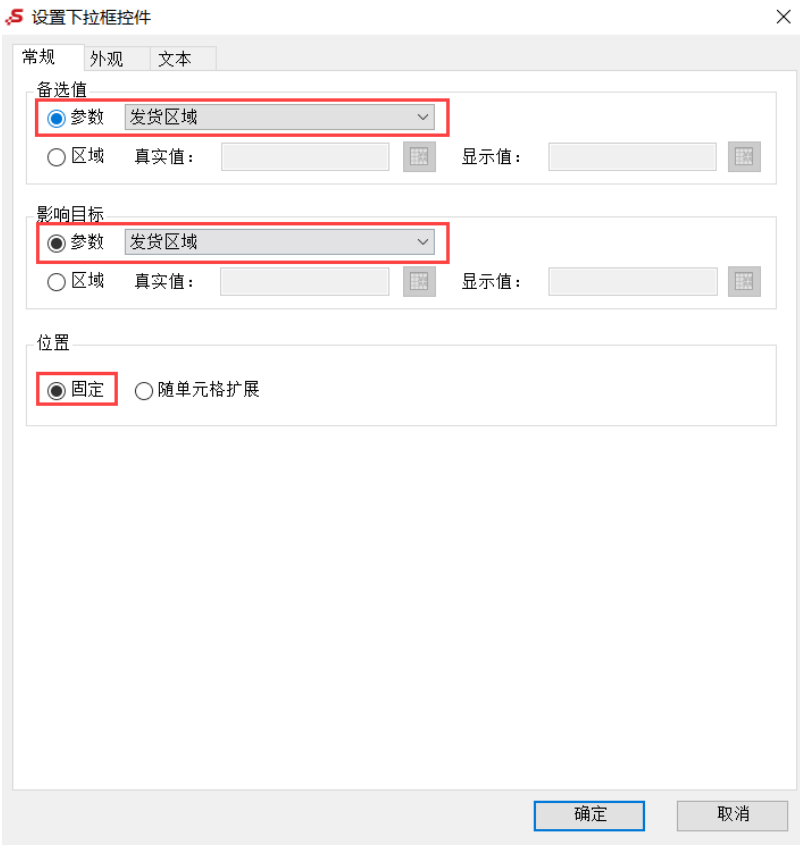 设置下拉框控件
常规 外观 文本
备选值
参数 发货区域
区域 真实值： 显示值：
影响目标
参数 发货区域
区域 真实值： 显示值：
位置
固定 随单元格扩展
确定 取消